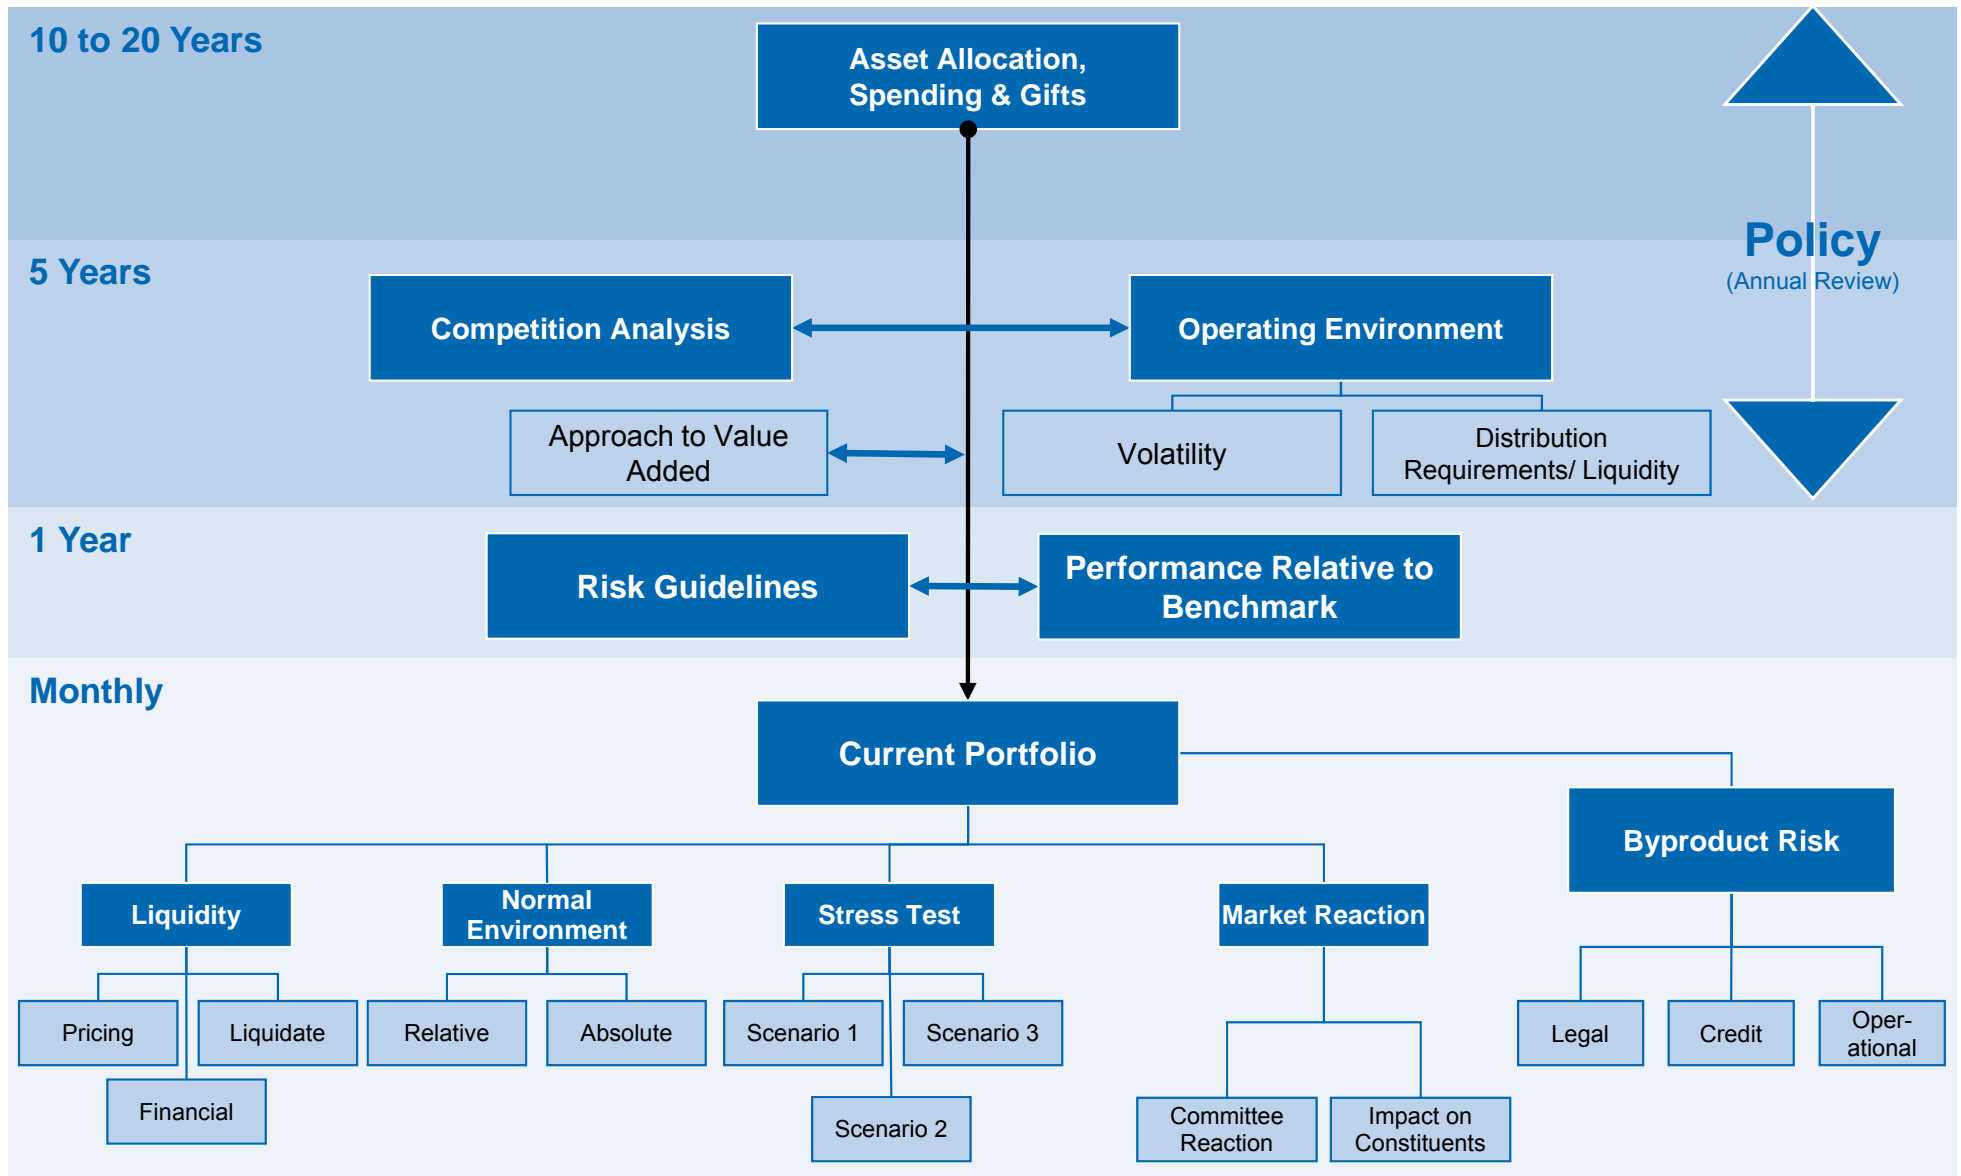 10 to 20 Years
Asset Allocation,
Spending & Gifts
Policy
(Annual Review)
5 Years
Competition Analysis
Operating Environment
Approach to Value
Added
Volatility
Distribution
Requirements/ Liquidity
1 Year
Risk Guidelines
Performance Relative to
Benchmark
Monthly
Current Portfolio
Byproduct Risk
Liquidity
Normal
Environment
Stress Test
Market Reaction
Pricing
Liquidate
Relative
Absolute
Scenario 1
Scenario 3
Legal
Credit
Oper-
ational
Financial
Scenario 2
Committee
Reaction
Impact on
Constituents